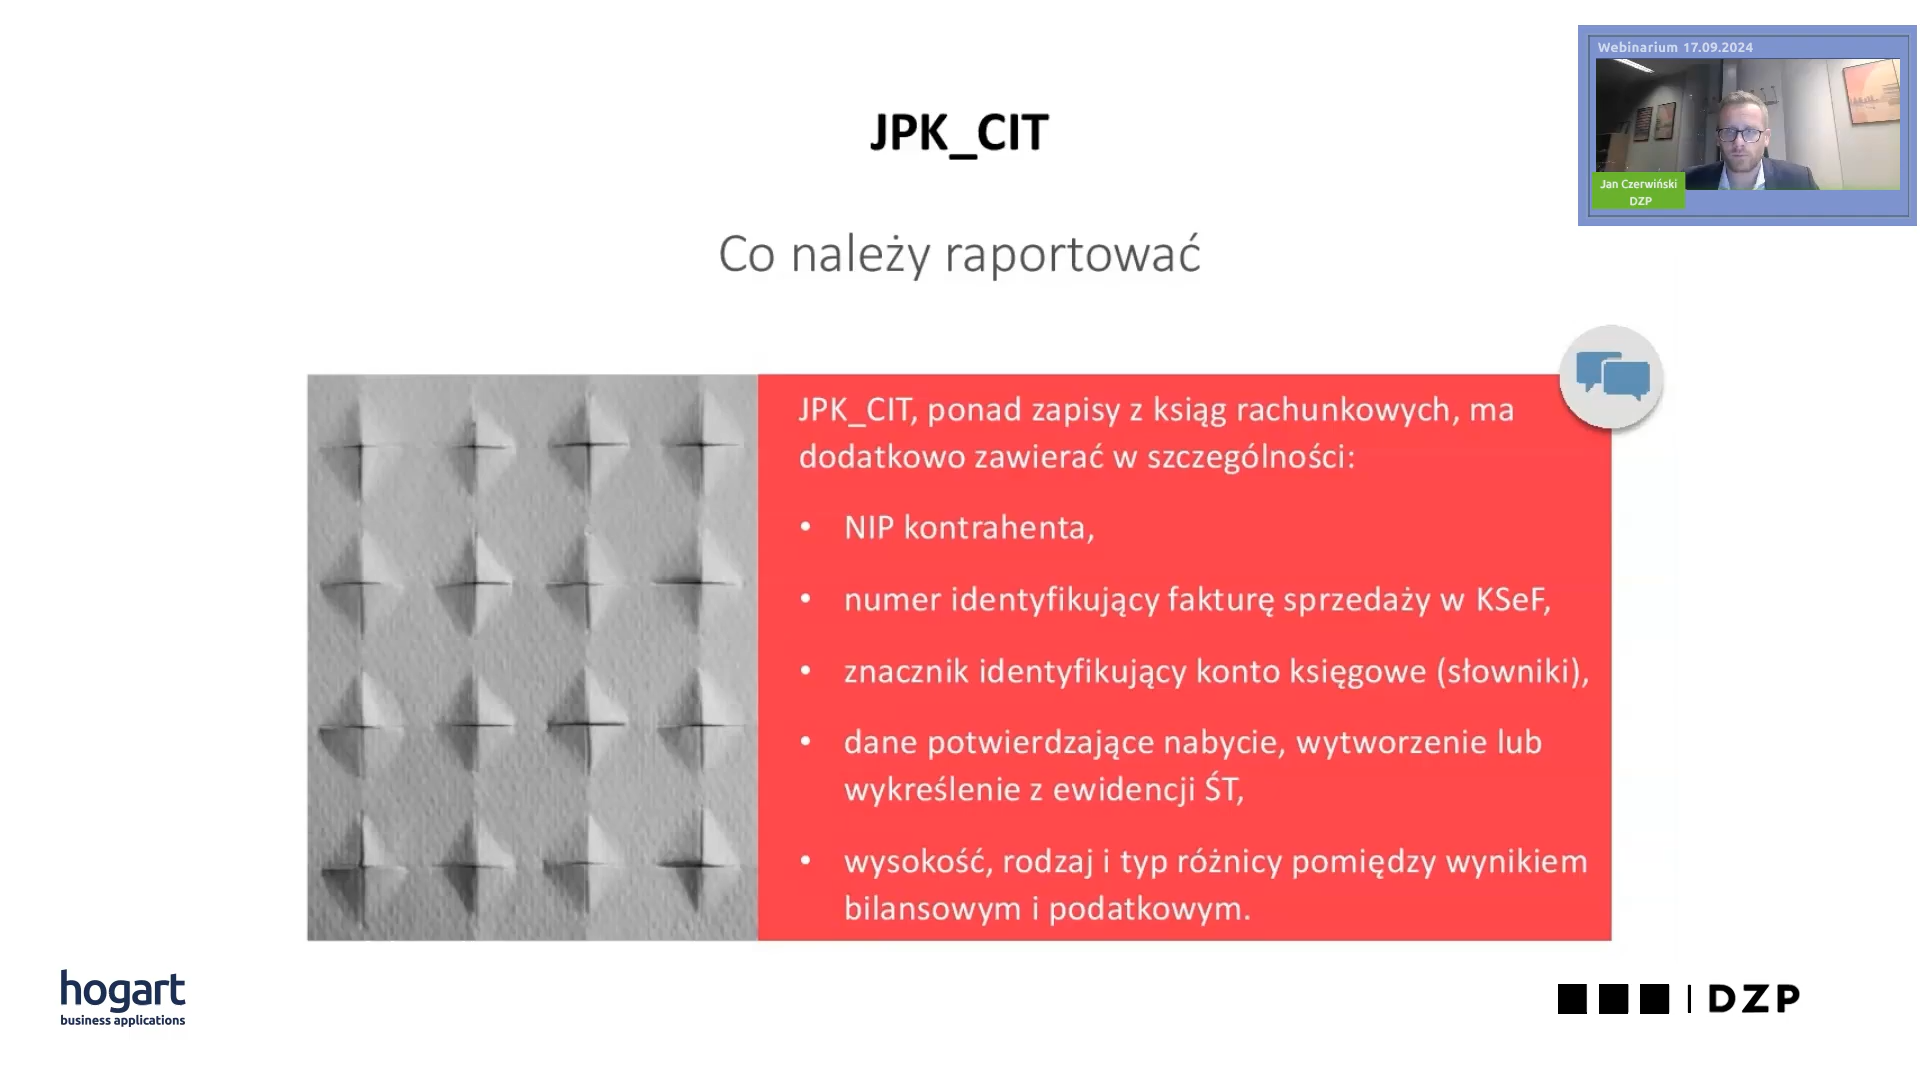 Webinarium 17.09.2024
Jan Czerwiński
DZP
JPK_CIT
Co należy raportować
JPK_CIT, ponad zapisy z ksiąg rachunkowych, ma
dodatkowo zawierać w szczególności:
• NIP kontrahenta,
• numer identyfikujący fakturę sprzedaży w KSeF,
• znacznik identyfikujący konto księgowe (słowniki),
• dane potwierdzające nabycie, wytworzenie lub
wykreślenie z ewidencji ŚT,
• wysokość, rodzaj i typ różnicy pomiędzy wynikiem
bilansowym i podatkowym.
hogart
business applications
DZP